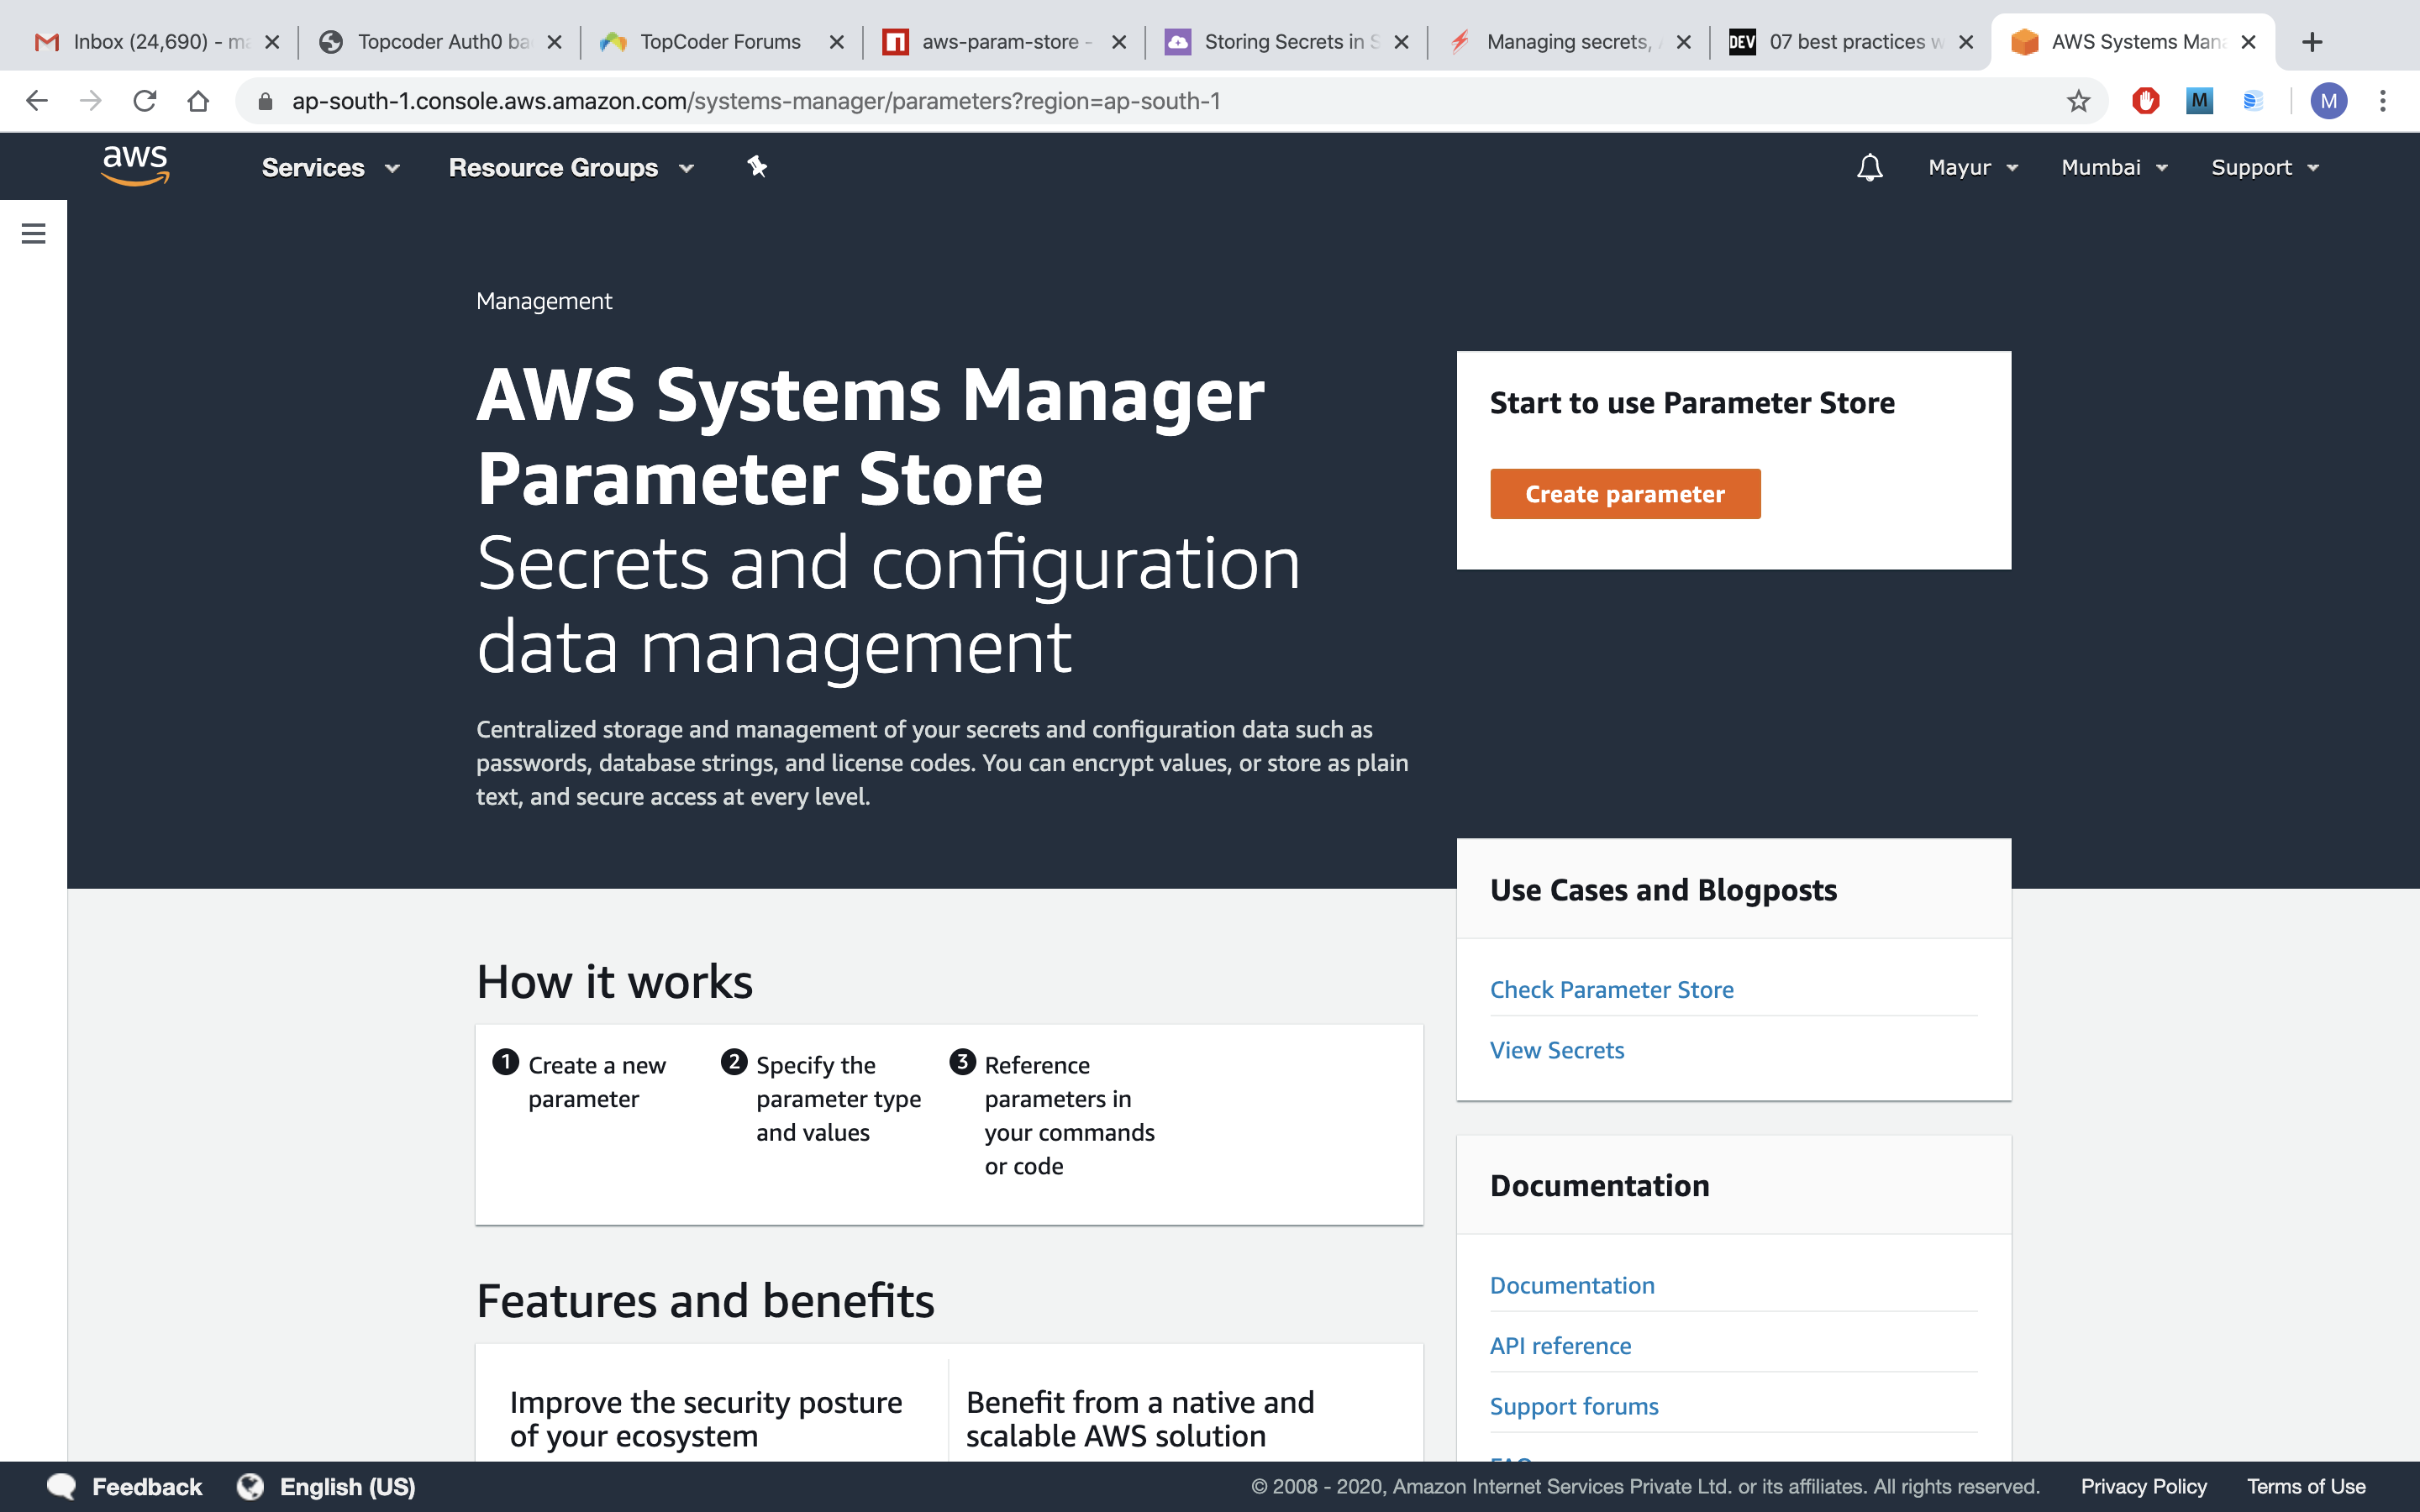 Inbox (24,690) - ma
Topcoder Auth0 ba
TopCoder Forums
aws-param-store -
Storing Secrets in S
Managing secrets,
DEV 07 best practices w
AWS Systems Mana
ap-south-1.console.aws.amazon.com/systems-manager/parameters?region=ap-south-1
M
M
aws
Services
Resource Groups
Mayur
Mumbai
Support
Management
AWS Systems Manager
Parameter Store
Secrets and configuration
data management
Centralized storage and management of your secrets and configuration data such as
passwords, database strings, and license codes. You can encrypt values, or store as plain
text, and secure access at every level.
Start to use Parameter Store
Create parameter
How it works
1 Create a new
parameter
2 Specify the
parameter type
and values
3 Reference
parameters in
your commands
or code
Features and benefits
Improve the security posture
of your ecosystem
Benefit from a native and
scalable AWS solution
Use Cases and Blogposts
Check Parameter Store
View Secrets
Documentation
Documentation
API reference
Support forums
Feedback
English (US)
© 2008 - 2020, Amazon Internet Services Private Ltd. or its affiliates. All rights reserved.
Privacy Policy
Terms of Use